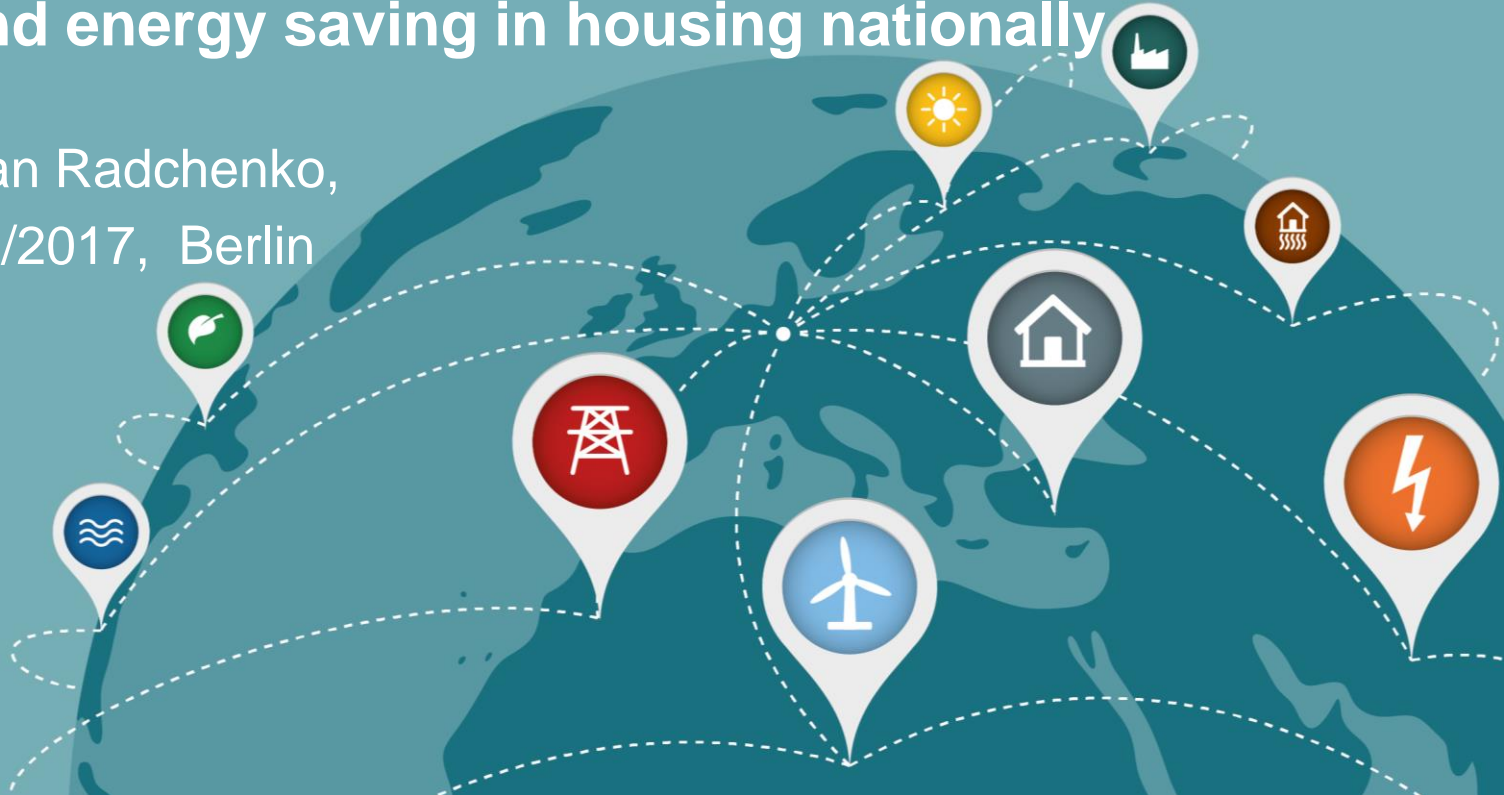 nd energy saving in housing nationally
an Radchenko,
/2017, Berlin